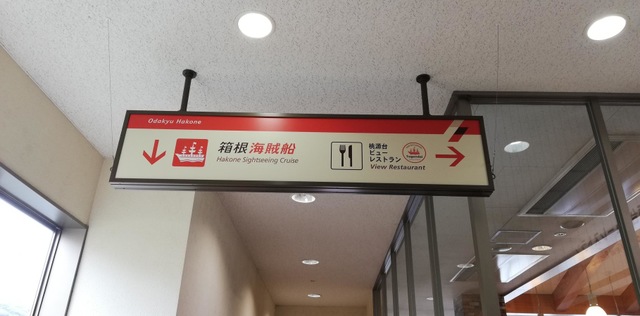 Odakyu Hakone
箱根海賊船
Hakone Sightseeing Cruise
桃源台
ビュー
レストラン
View Restaurant